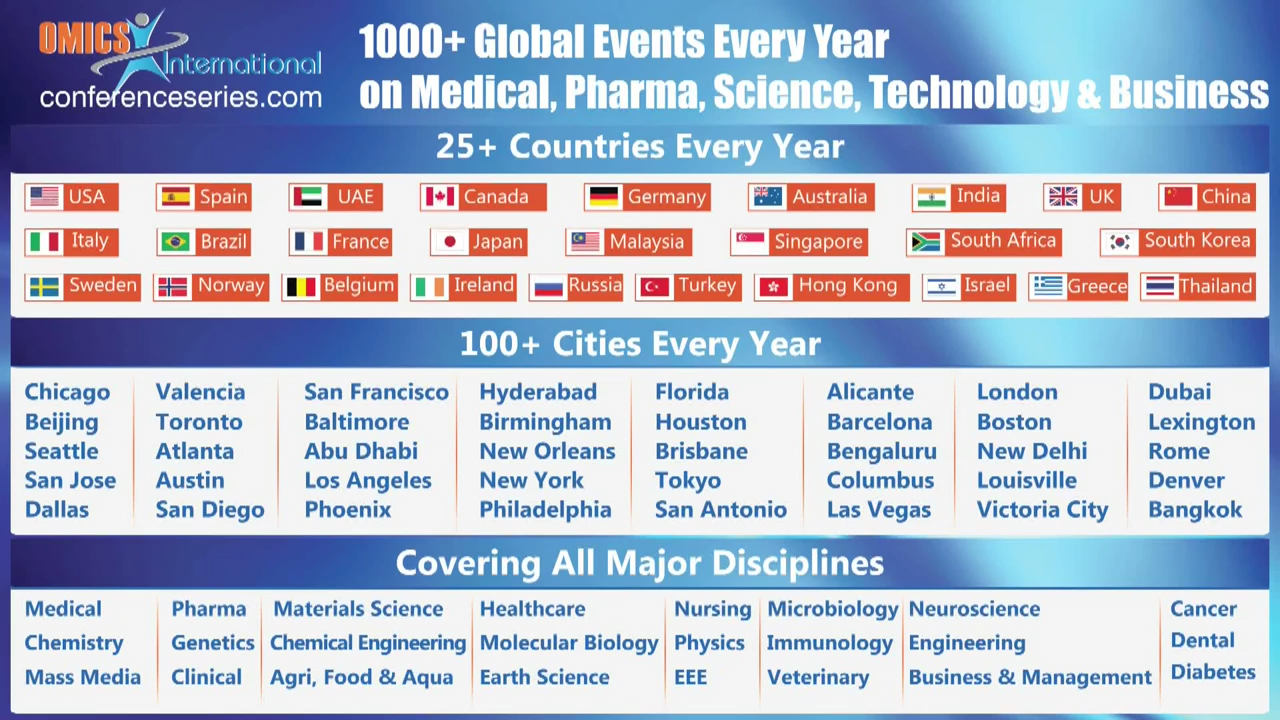 OMICS International
conferenceseries.com
1000+ Global Events Every Year
on Medical, Pharma, Science, Technology & Business
25+ Countries Every Year
USA Spain UAE Canada Germany Australia India UK China
Italy Brazil France Japan Malaysia Singapore South Africa South Korea
Sweden Norway Belgium Ireland Russia Turkey Hong Kong Israel Greece Thailand
100+ Cities Every Year
Chicago Valencia San Francisco Hyderabad Florida Alicante London Dubai
Beijing Toronto Baltimore Birmingham Houston Barcelona Boston Lexington
Seattle Atlanta Abu Dhabi New Orleans Brisbane Bengaluru New Delhi Rome
San Jose Austin Los Angeles New York Tokyo Columbus Louisville Denver
Dallas San Diego Phoenix Philadelphia San Antonio Las Vegas Victoria City Bangkok
Covering All Major Disciplines
Medical Pharma Materials Science Healthcare Nursing Microbiology Neuroscience Cancer
Chemistry Genetics Chemical Engineering Molecular Biology Physics Immunology Engineering Dental
Mass Media Clinical Agri, Food & Aqua Earth Science EEE Veterinary Business & Management Diabetes